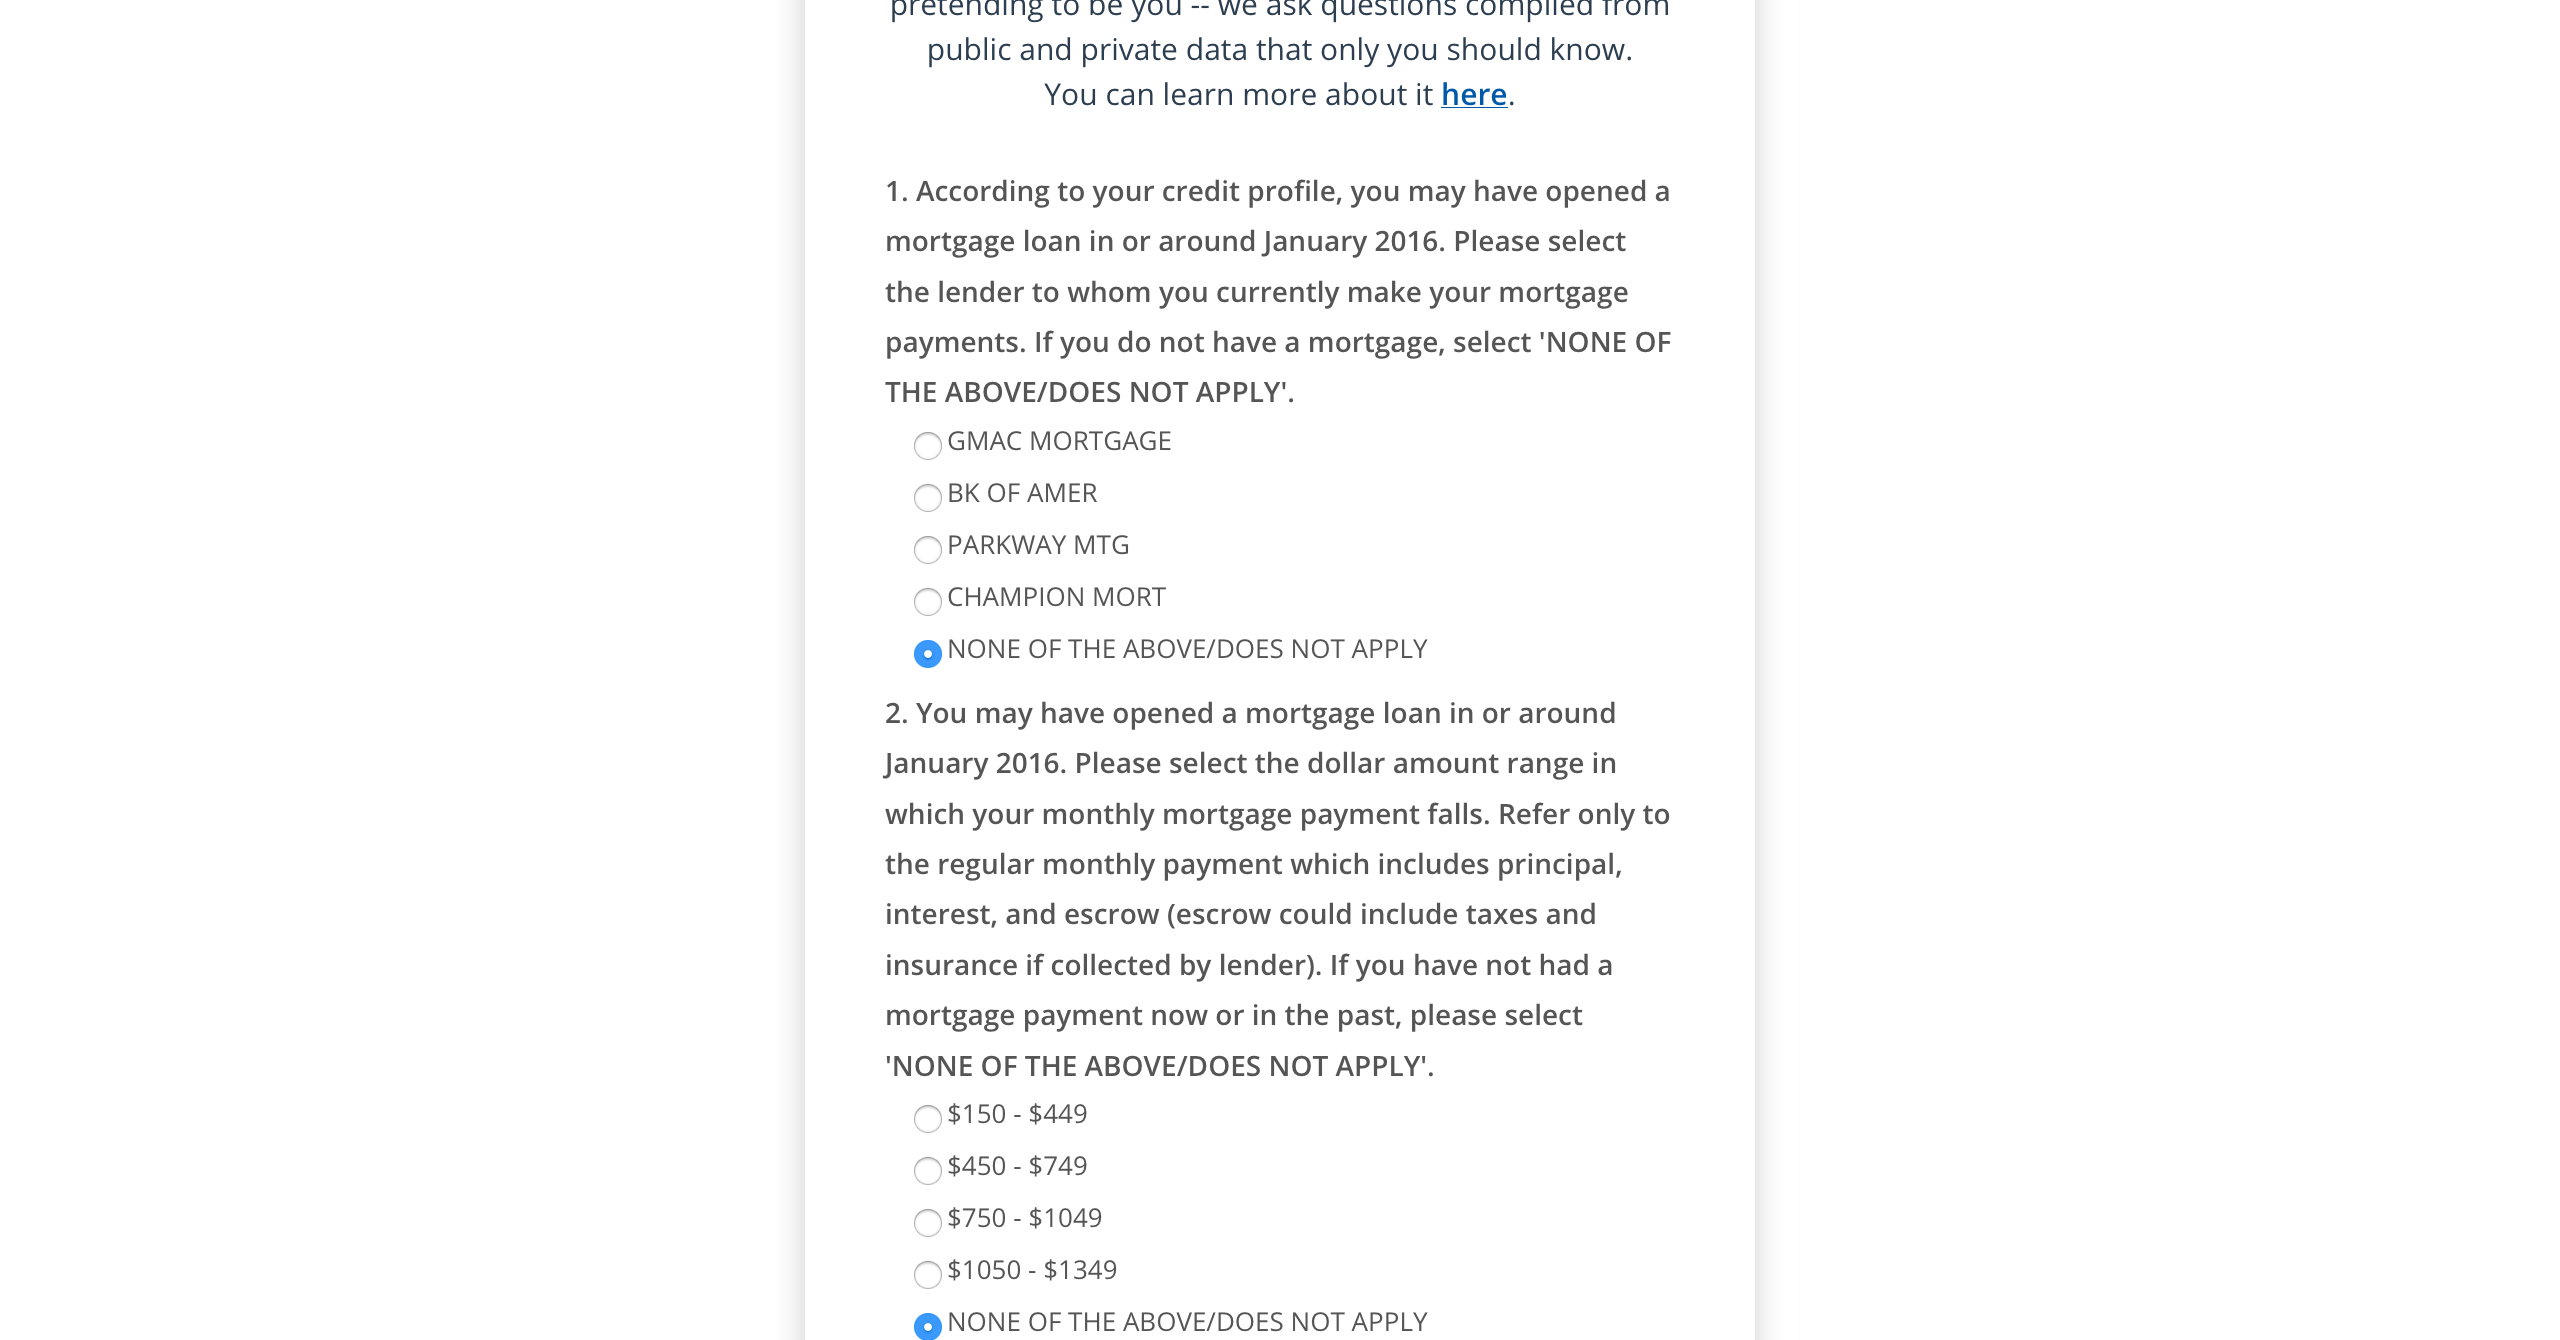 pretending to be you -- we ask questions compiled from
public and private data that only you should know.
You can learn more about it here.
1. According to your credit profile, you may have opened a
mortgage loan in or around January 2016. Please select
the lender to whom you currently make your mortgage
payments. If you do not have a mortgage, select 'NONE OF
THE ABOVE/DOES NOT APPLY'.
GMAC MORTGAGE
BK OF AMER
PARKWAY MTG
CHAMPION MORT
NONE OF THE ABOVE/DOES NOT APPLY
2. You may have opened a mortgage loan in or around
January 2016. Please select the dollar amount range in
which your monthly mortgage payment falls. Refer only to
the regular monthly payment which includes principal,
interest, and escrow (escrow could include taxes and
insurance if collected by lender). If you have not had a
mortgage payment now or in the past, please select
'NONE OF THE ABOVE/DOES NOT APPLY'.
$150 - $449
$450 - $749
$750 - $1049
$1050 - $1349
NONE OF THE ABOVE/DOES NOT APPLY